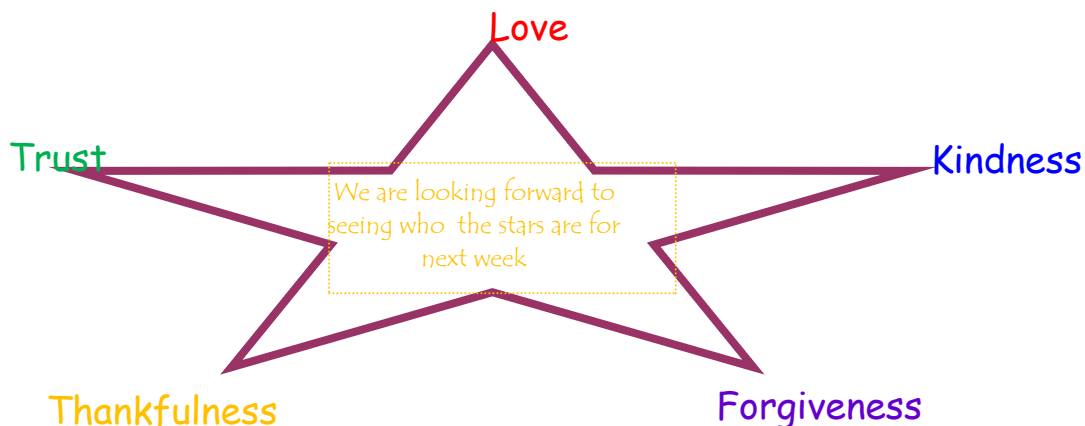 Love
Trust
Kindness
We are looking forward to
seeing who the stars are for
next week
Thankfulness
Forgiveness